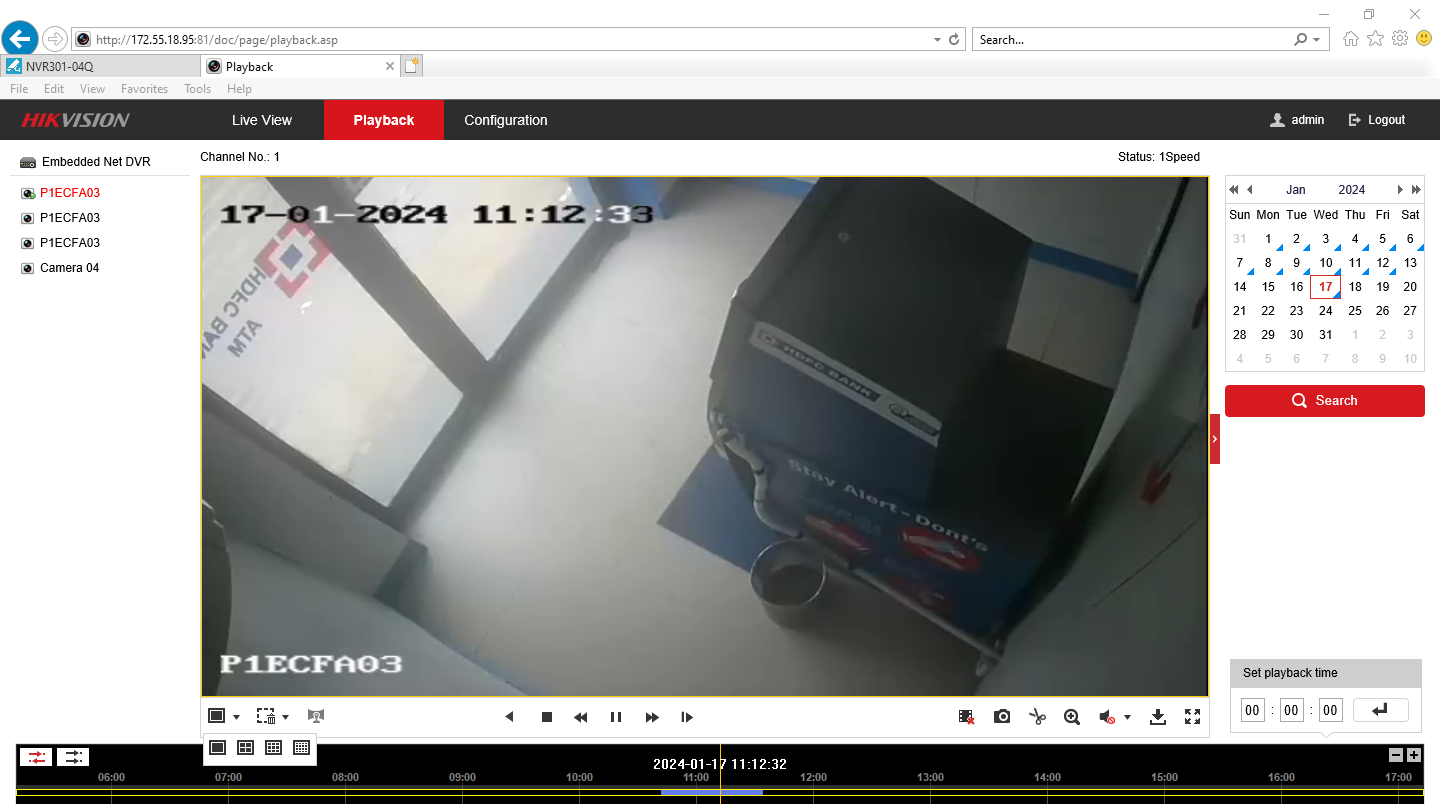 http://172.55.18.95:81/doc/page/playback.asp
Search...
NVR301-04Q
Playback
File Edit View Favorites Tools Help
HIKVISION
Live View
Playback
Configuration
admin
Logout
Embedded Net DVR
P1ECFA03
P1ECFA03
P1ECFA03
Camera 04
Channel No.: 1
Status: 1Speed
17-01-2024 11:12:33
HDFC BAN
ATM
HDFC BANK
Stay Alert-Dont's
P1ECFA03
Jan 2024
Sun Mon Tue Wed Thu Fri Sat
31 1 2 3 4 5 6
7 8 9 10 11 12 13
14 15 16 17 18 19 20
21 22 23 24 25 26 27
28 29 30 31 1 2 3
4 5 6 7 8 9 10
Search
Set playback time
00 : 00 : 00
2024-01-17 11:12:32
06:00 07:00 08:00 09:00 10:00 11:00 12:00 13:00 14:00 15:00 16:00 17:00